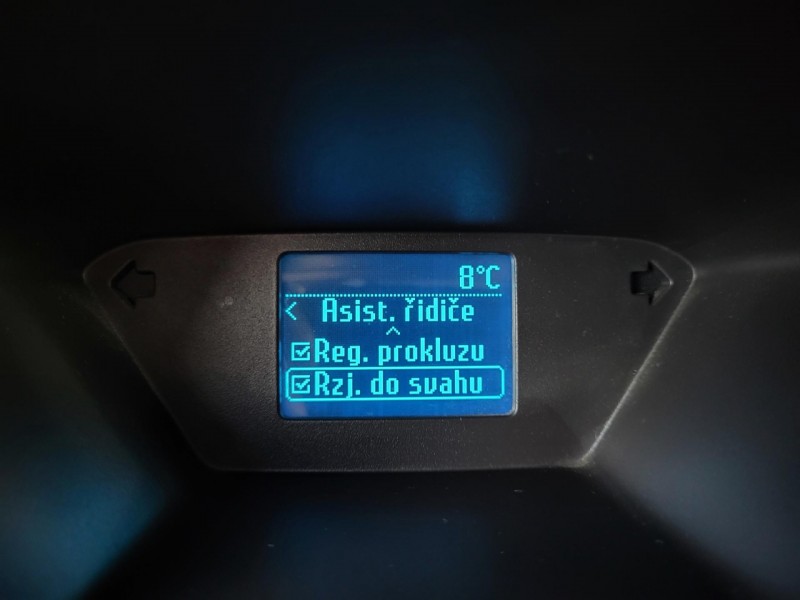 8°C
< Asist. řidiče
Reg. prokluzu
Rzj. do svahu